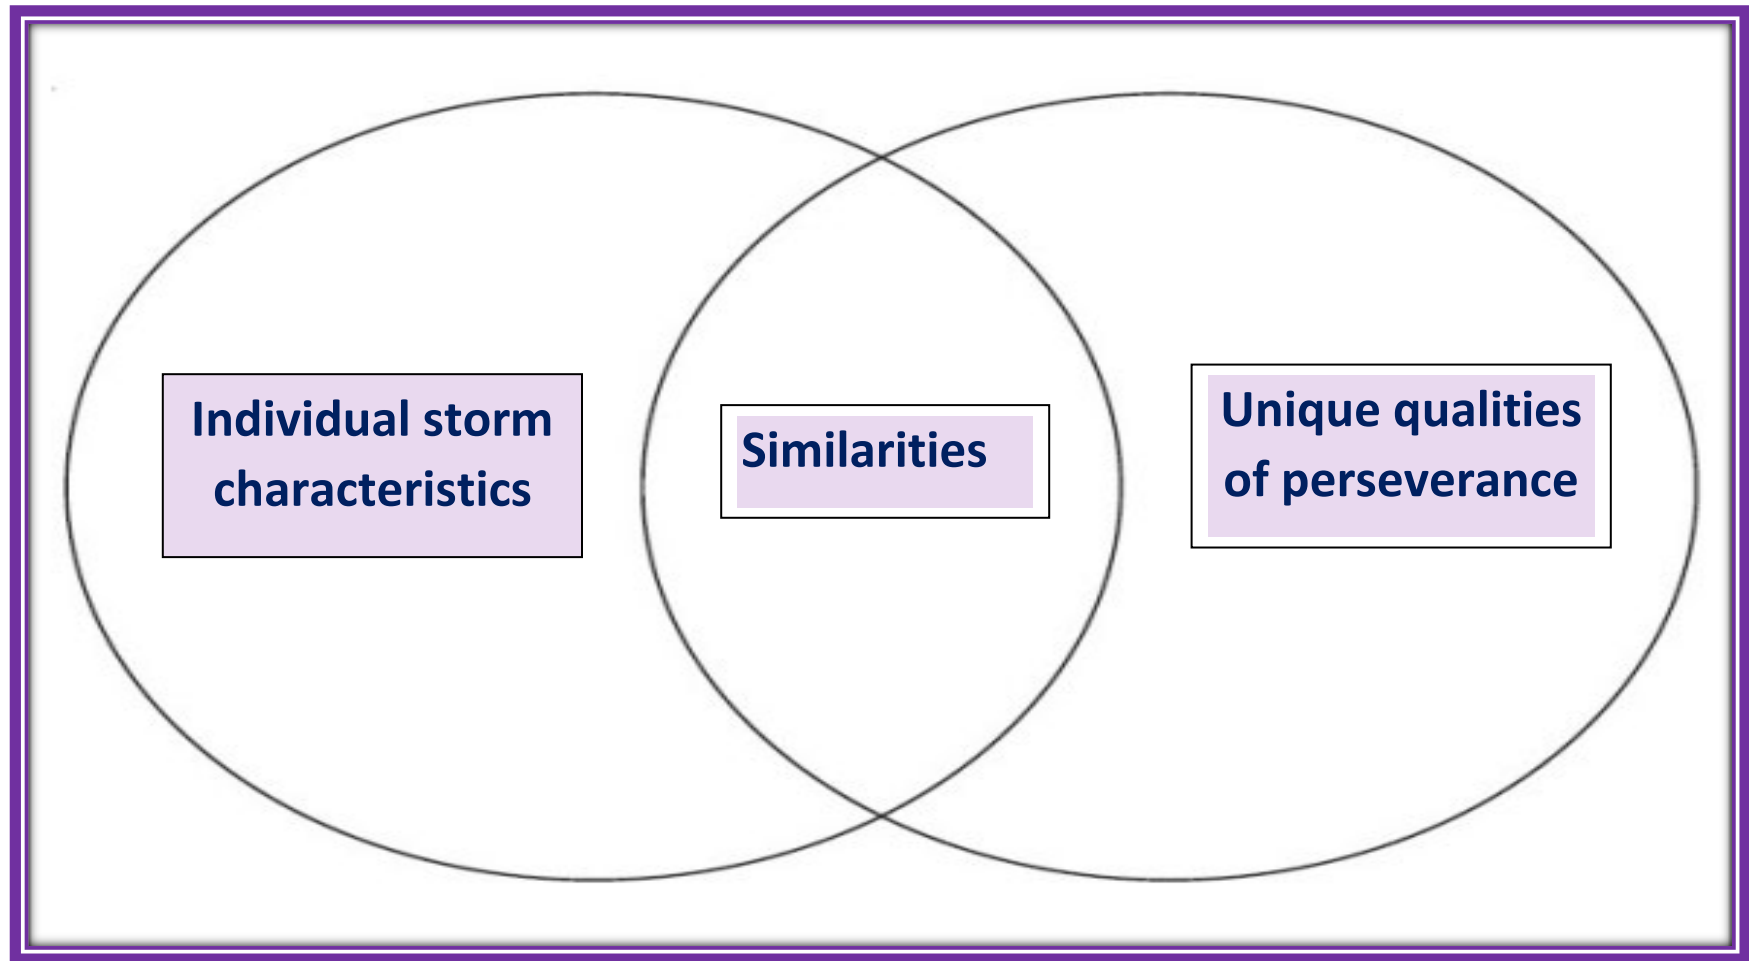 Individual storm
characteristics
Similarities
Unique qualities
of perseverance